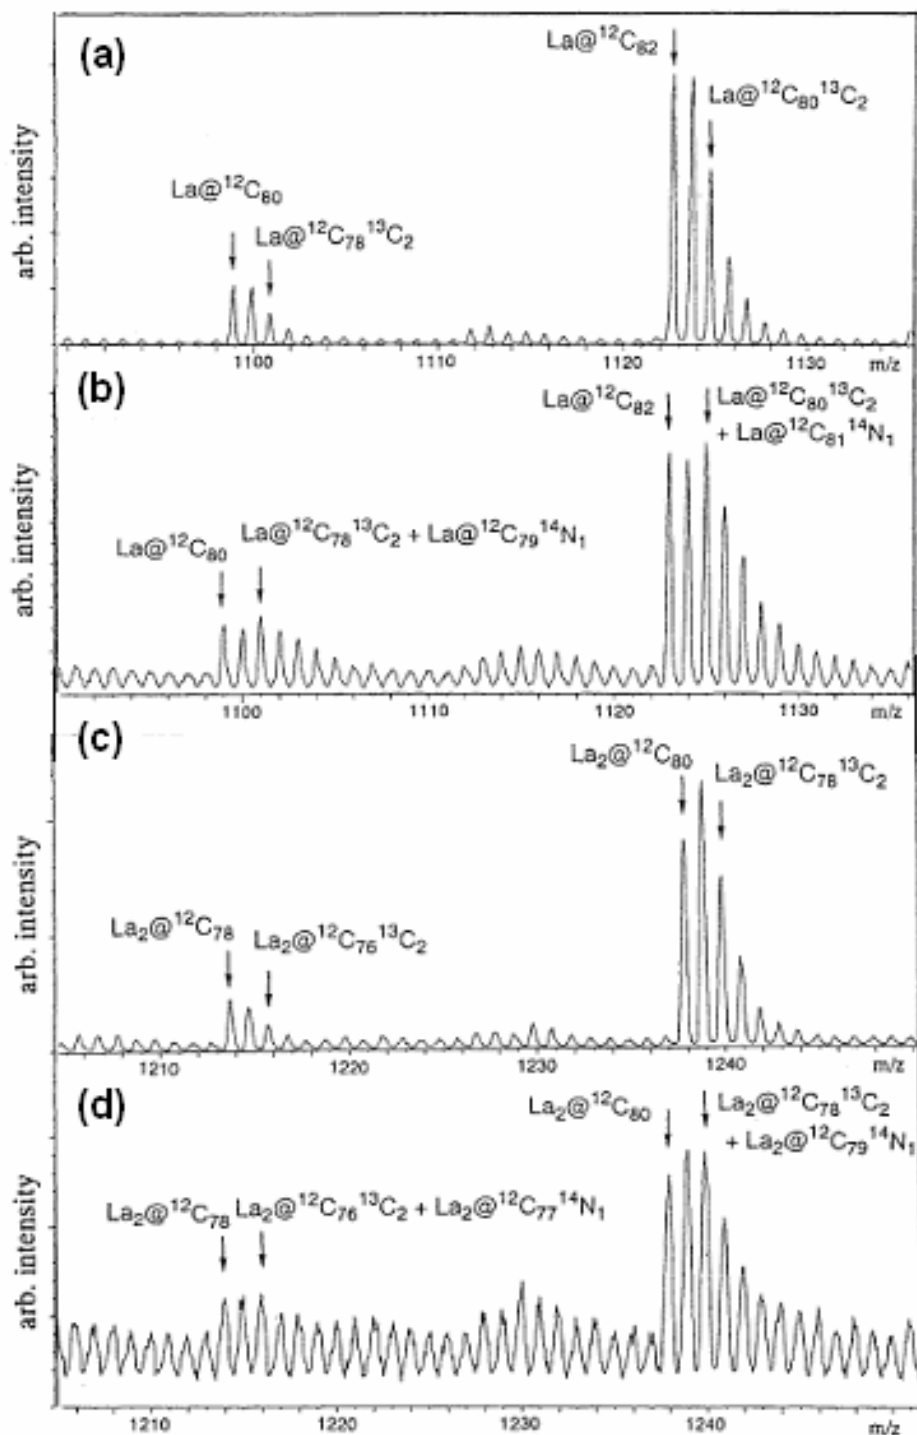 (a)
La@¹²C₈₂
La@¹²C₈₀¹³C₂
La@¹²C₈₀
La@¹²C₇₈¹³C₂
arb. intensity
1100 1110 1120 1130 m/z
(b)
La@¹²C₈₂
La@¹²C₈₀¹³C₂
+ La@¹²C₈₁¹⁴N₁
La@¹²C₈₀
La@¹²C₇₈¹³C₂ + La@¹²C₇₉¹⁴N₁
arb. intensity
1100 1110 1120 1130 m/z
(c)
La₂@¹²C₈₀
La₂@¹²C₇₈¹³C₂
La₂@¹²C₇₈
La₂@¹²C₇₆¹³C₂
arb. intensity
1210 1220 1230 1240 m/z
(d)
La₂@¹²C₈₀
La₂@¹²C₇₈¹³C₂
+ La₂@¹²C₇₉¹⁴N₁
La₂@¹²C₇₈
La₂@¹²C₇₆¹³C₂ + La₂@¹²C₇₇¹⁴N₁
arb. intensity
1210 1220 1230 1240 m/z